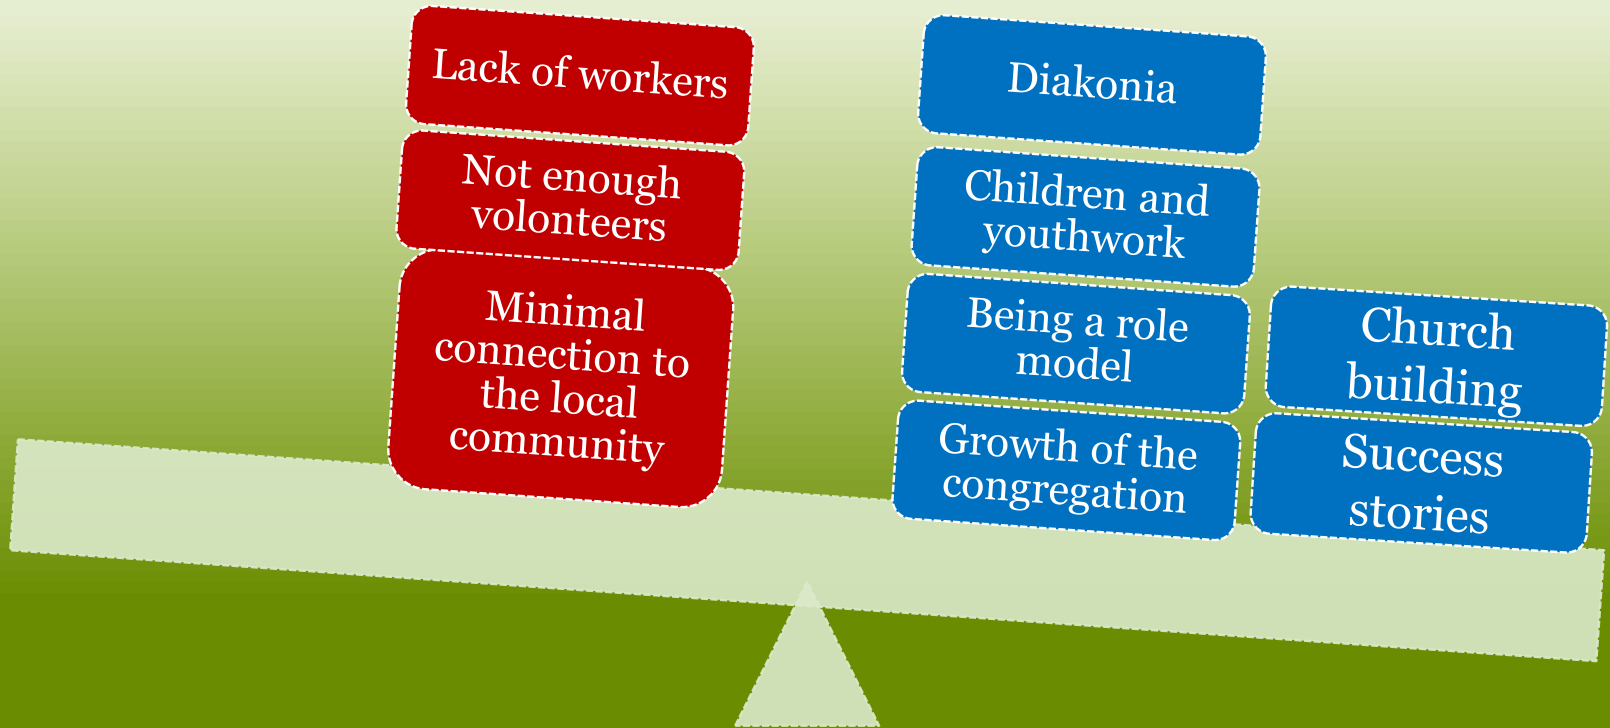 Lack of workers
Not enough
volonteers
Minimal
connection to
the local
community
Diakonia
Children and
youthwork
Being a role
model
Growth of the
congregation
Church
building
Success
stories